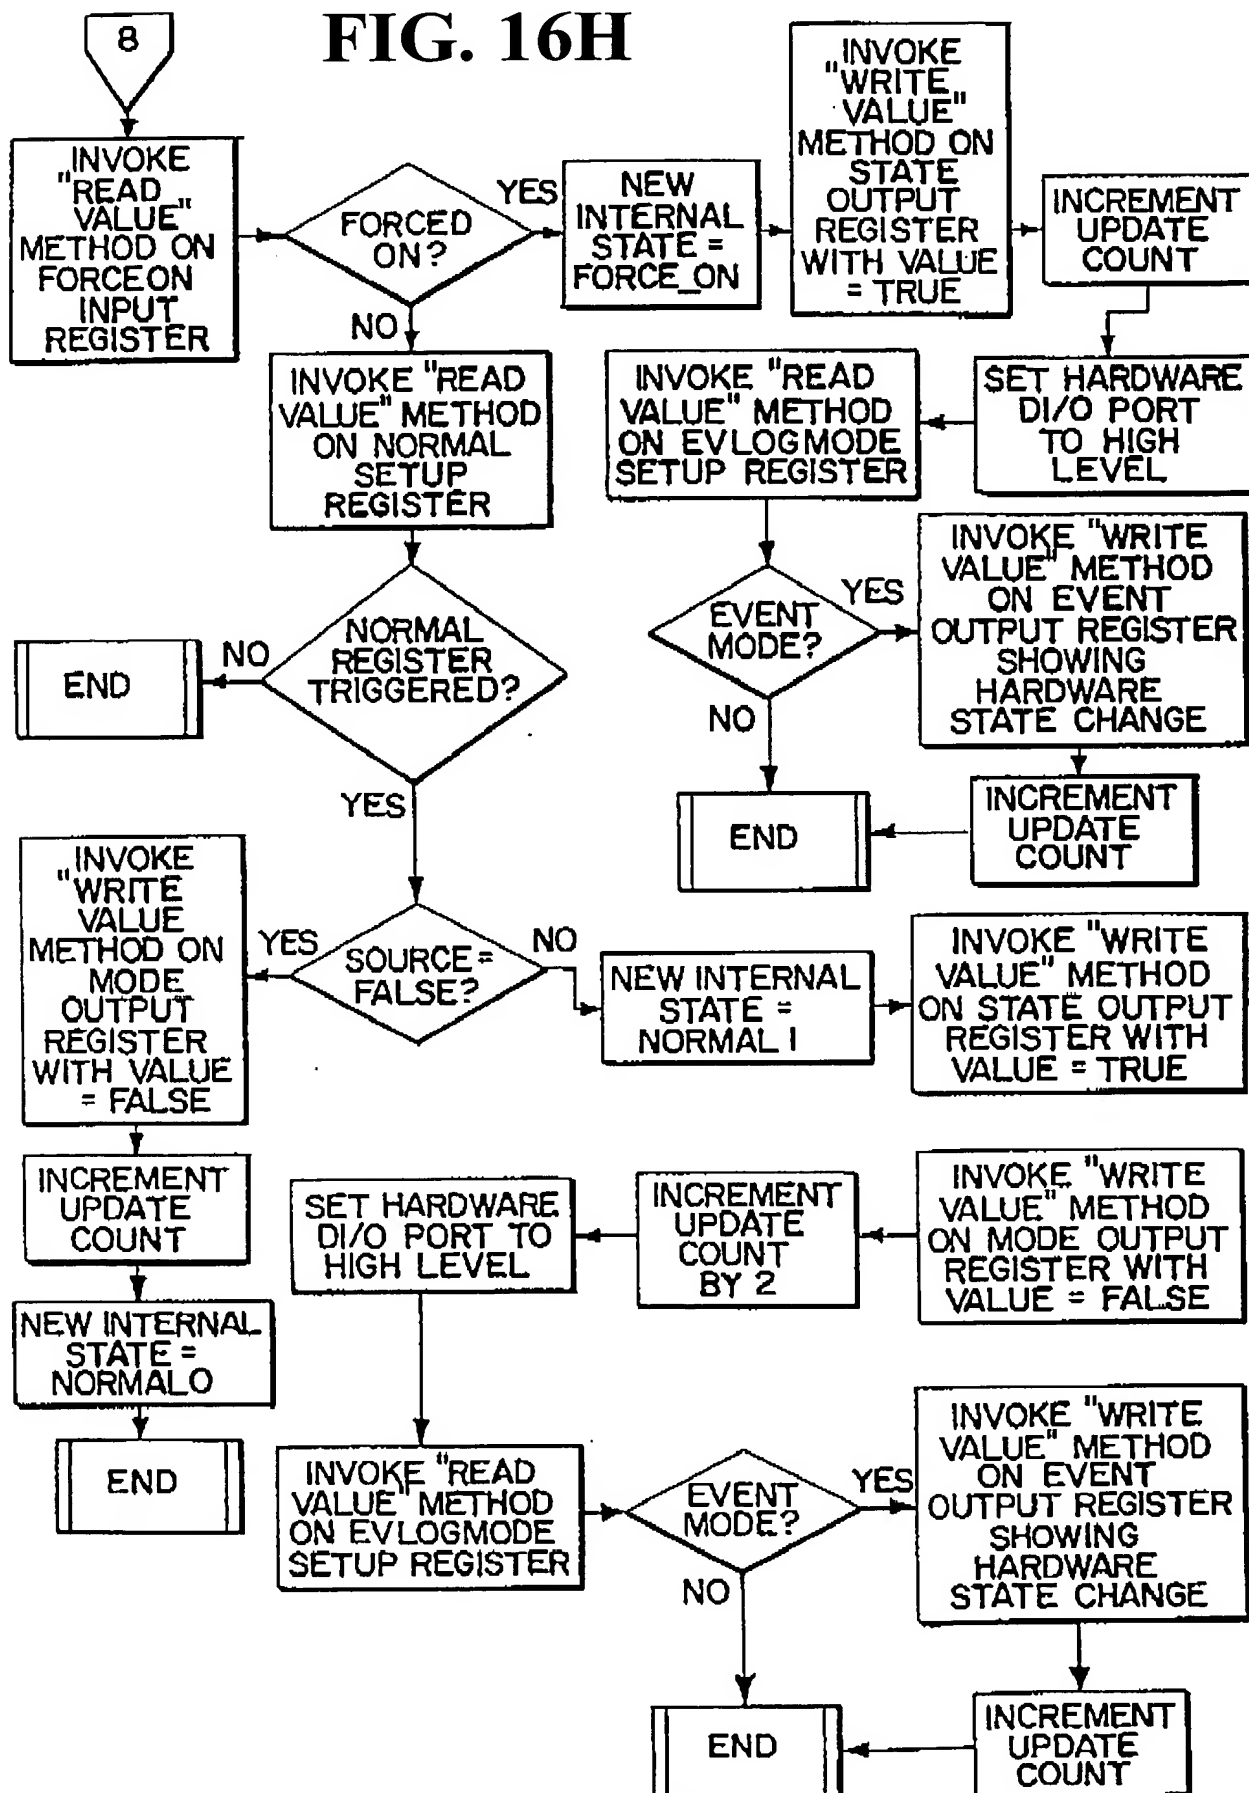 8
FIG. 16H
INVOKE
"READ
VALUE"
METHOD ON
FORCEON
INPUT
REGISTER
FORCED
ON?
YES
NO
NEW
INTERNAL
STATE =
FORCE_ON
INVOKE
"WRITE
VALUE"
METHOD ON
STATE
OUTPUT
REGISTER
WITH VALUE
= TRUE
INCREMENT
UPDATE
COUNT
SET HARDWARE
DI/O PORT
TO HIGH
LEVEL
INVOKE "READ
VALUE" METHOD
ON EVLOGMODE
SETUP REGISTER
INVOKE "READ
VALUE" METHOD
ON NORMAL
SETUP
REGISTER
EVENT
MODE?
YES
NO
INVOKE "WRITE
VALUE" METHOD
ON EVENT
OUTPUT REGISTER
SHOWING
HARDWARE
STATE CHANGE
INCREMENT
UPDATE
COUNT
END
NORMAL
REGISTER
TRIGGERED?
NO
END
YES
SOURCE =
FALSE?
YES
NO
INVOKE
"WRITE
VALUE
METHOD ON
MODE
OUTPUT
REGISTER
WITH VALUE
= FALSE
INCREMENT
UPDATE
COUNT
NEW INTERNAL
STATE =
NORMALO
END
NEW INTERNAL
STATE =
NORMAL I
INVOKE "WRITE
VALUE" METHOD
ON STATE OUTPUT
REGISTER WITH
VALUE = TRUE
INVOKE "WRITE
VALUE" METHOD
ON MODE OUTPUT
REGISTER WITH
VALUE = FALSE
INCREMENT
UPDATE
COUNT
BY 2
SET HARDWARE
DI/O PORT TO
HIGH LEVEL
INVOKE "READ
VALUE" METHOD
ON EVLOGMODE
SETUP REGISTER
EVENT
MODE?
YES
NO
INVOKE "WRITE
VALUE" METHOD
ON EVENT
OUTPUT REGISTER
SHOWING
HARDWARE
STATE CHANGE
INCREMENT
UPDATE
COUNT
END